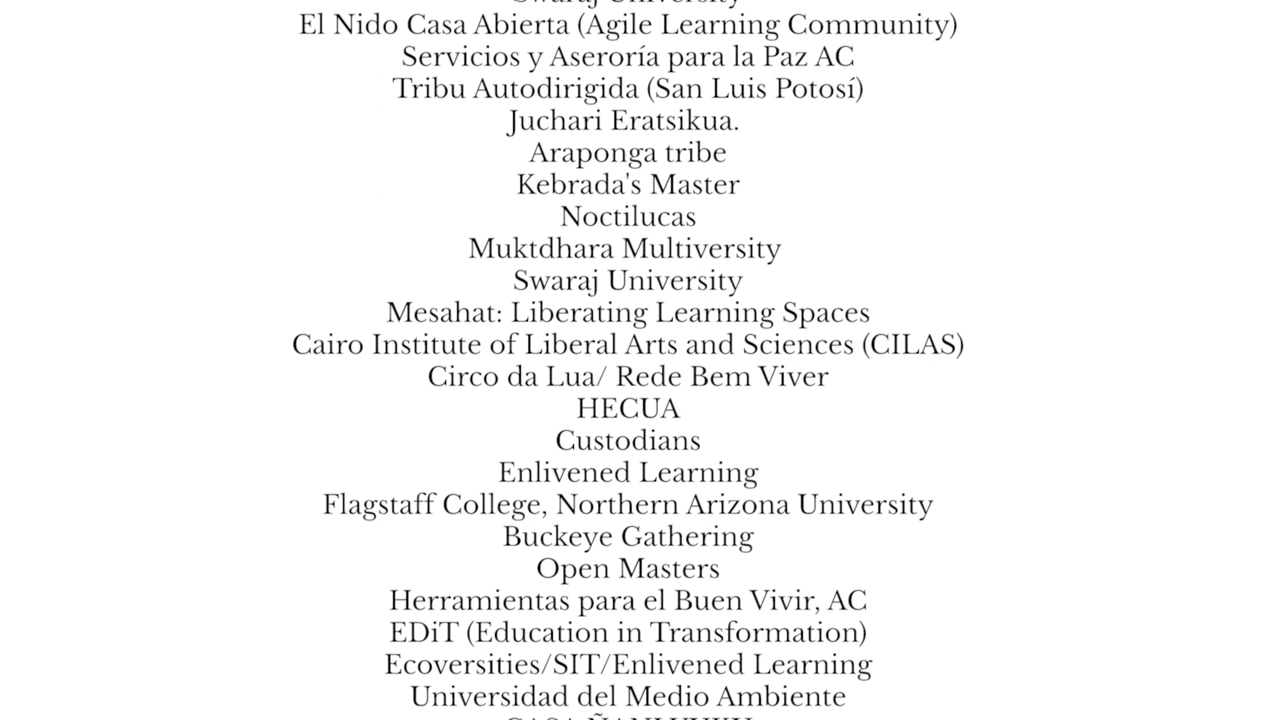 Swaraj University
El Nido Casa Abierta (Agile Learning Community)
Servicios y Aseroría para la Paz AC
Tribu Autodirigida (San Luis Potosí)
Juchari Eratsikua.
Araponga tribe
Kebrada's Master
Noctilucas
Muktdhara Multiversity
Swaraj University
Mesahat: Liberating Learning Spaces
Cairo Institute of Liberal Arts and Sciences (CILAS)
Circo da Lua/ Rede Bem Viver
HECUA
Custodians
Enlivened Learning
Flagstaff College, Northern Arizona University
Buckeye Gathering
Open Masters
Herramientas para el Buen Vivir, AC
EDiT (Education in Transformation)
Ecoversities/SIT/Enlivened Learning
Universidad del Medio Ambiente